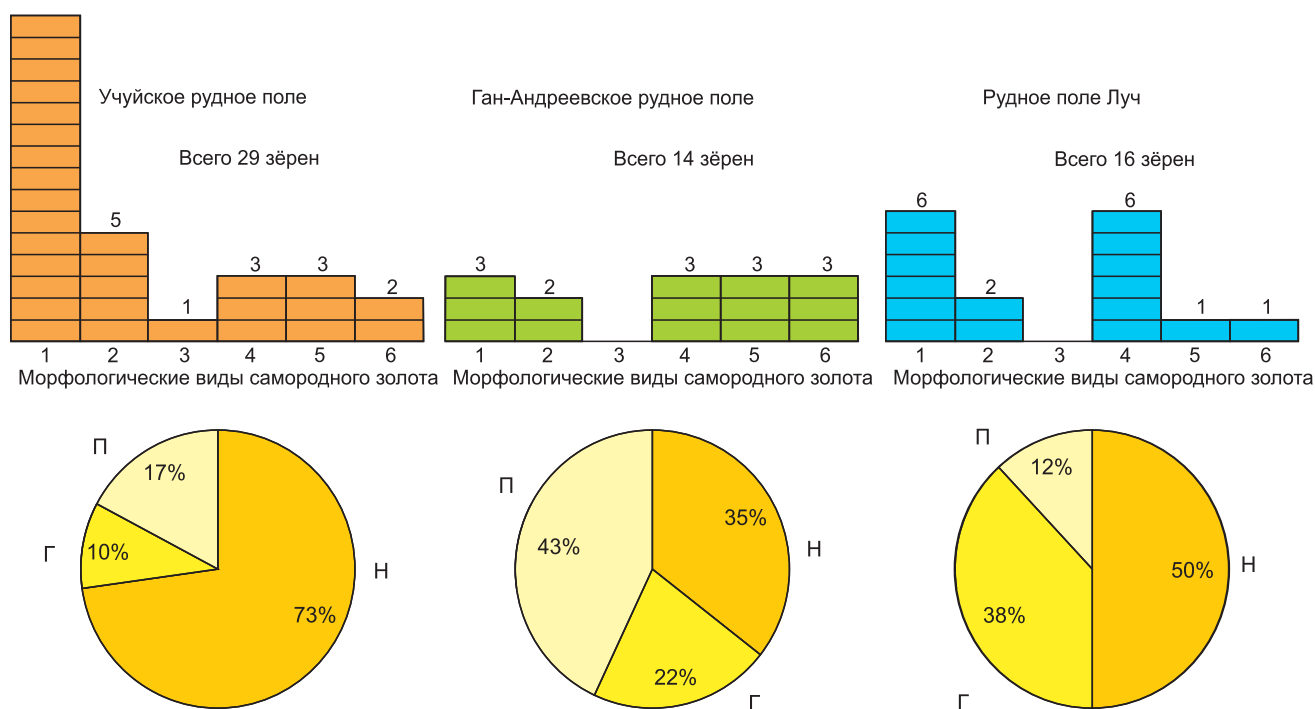 Учуйское рудное поле
Всего 29 зёрен
5
1
3
3
2
1 2 3 4 5 6
Морфологические виды самородного золота
Ган-Андреевское рудное поле
Всего 14 зёрен
3
2
3
3
3
1 2 3 4 5 6
Морфологические виды самородного золота
Рудное поле Луч
Всего 16 зёрен
6
2
6
1
1
1 2 3 4 5 6
Морфологические виды самородного золота
П
17%
Г
10%
Н
73%
П
43%
35%
Н
22%
Г
П
12%
50%
Н
38%
Г